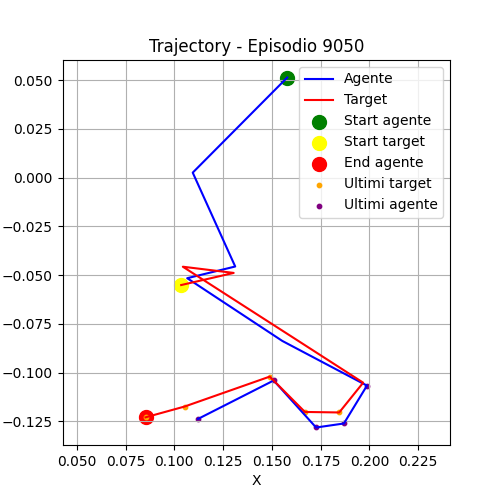 Trajectory - Episodio 9050
Agente
Target
Start agente
Start target
End agente
Ultimi target
Ultimi agente
0.050
0.025
0.000
−0.025
−0.050
−0.075
−0.100
−0.125
0.050 0.075 0.100 0.125 0.150 0.175 0.200 0.225
X